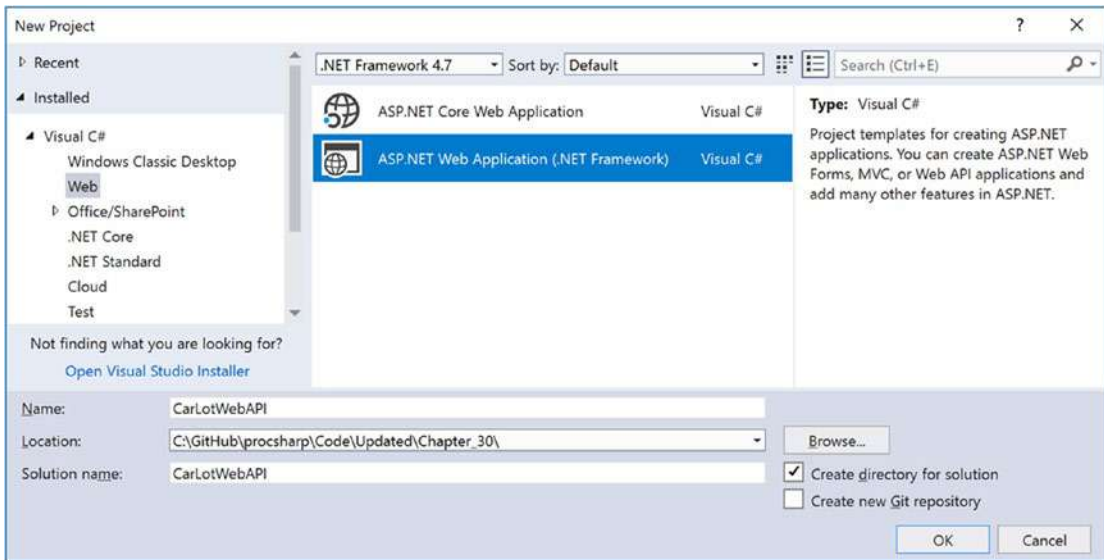 New Project
? ×
Recent
Installed
Visual C#
Windows Classic Desktop
Web
Office/SharePoint
.NET Core
.NET Standard
Cloud
Test
Not finding what you are looking for?
Open Visual Studio Installer
.NET Framework 4.7
Sort by: Default
Search (Ctrl+E)
ASP.NET Core Web Application Visual C#
ASP.NET Web Application (.NET Framework) Visual C#
Type: Visual C#
Project templates for creating ASP.NET
applications. You can create ASP.NET Web
Forms, MVC, or Web API applications and
add many other features in ASP.NET.
Name: CarLotWebAPI
Location: C:\GitHub\procsharp\Code\Updated\Chapter_30\
Browse...
Solution name: CarLotWebAPI
Create directory for solution
Create new Git repository
OK Cancel